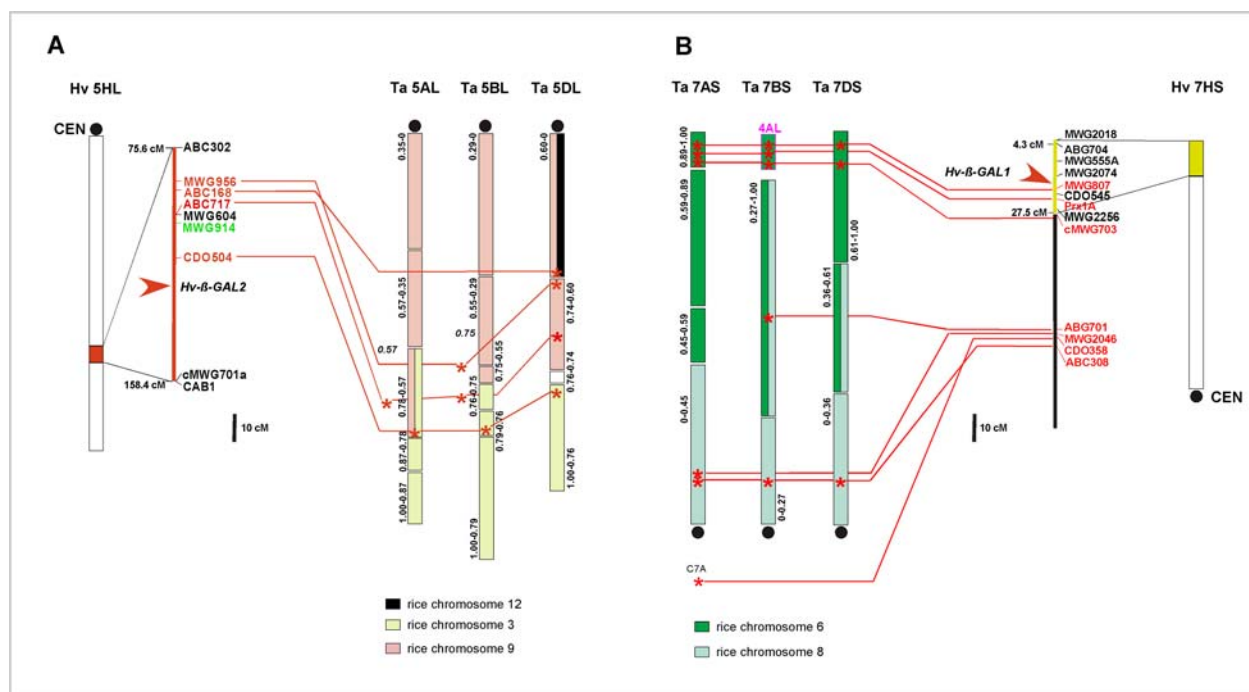 A
Hv 5HL
CEN
75.6 cM
ABC302
MWG956
ABC168
ABC717
MWG604
MWG914
CDO504
Hv-ß-GAL2
cMWG701a
158.4 cM
CAB1
10 cM
Ta 5AL
Ta 5BL
Ta 5DL
0.35-0
0.57-0.35
0.57
0.78-0.57
0.87-0.78
1.00-0.87
0.29-0
0.55-0.29
0.75
0.75-0.55
0.76-0.75
0.79-0.76
1.00-0.79
0.60-0
0.74-0.60
0.76-0.74
1.00-0.76
rice chromosome 12
rice chromosome 3
rice chromosome 9
B
Ta 7AS
Ta 7BS
Ta 7DS
Hv 7HS
4AL
0.89-1.00
0.59-0.89
0.45-0.59
0-0.45
0.27-1.00
0-0.27
0.61-1.00
0.36-0.61
0-0.36
C7A
4.3 cM
MWG2018
ABG704
MWG555A
Hv-ß-GAL1
MWG2074
MWG807
CDO545
Prx1A
27.5 cM
MWG2256
cMWG703
ABG701
MWG2046
CDO358
ABC308
CEN
10 cM
rice chromosome 6
rice chromosome 8